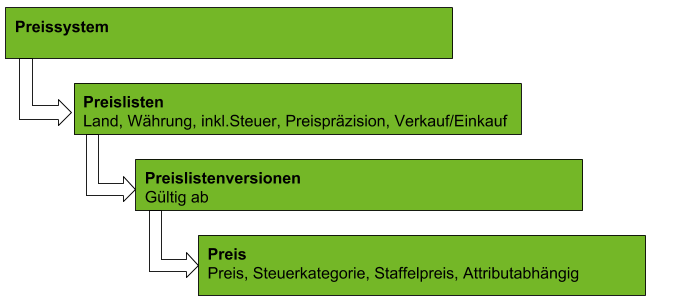 Preissystem
Preislisten
Land, Währung, inkl.Steuer, Preispräzision, Verkauf/Einkauf
Preislistenversionen
Gültig ab
Preis
Preis, Steuerkategorie, Staffelpreis, Attributabhängig